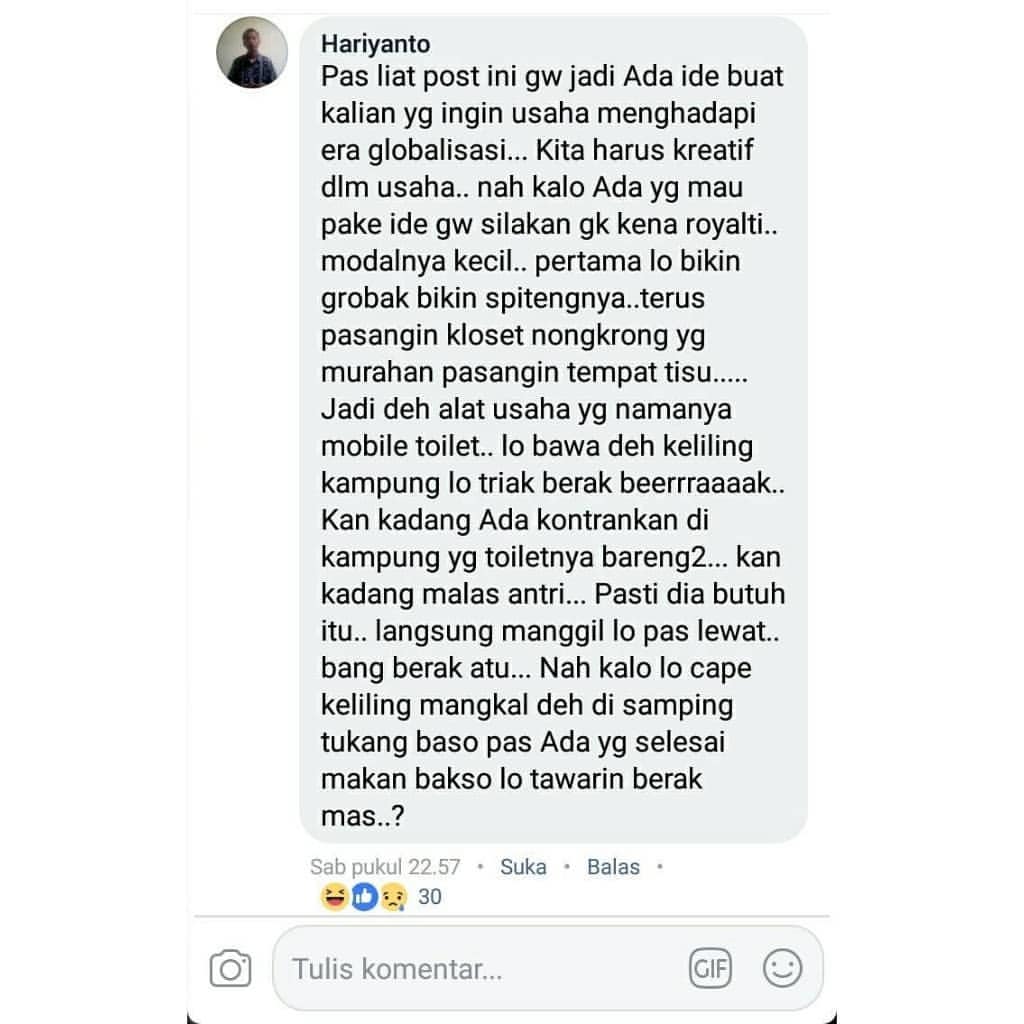 Hariyanto
Pas liat post ini gw jadi Ada ide buat
kalian yg ingin usaha menghadapi
era globalisasi... Kita harus kreatif
dlm usaha.. nah kalo Ada yg mau
pake ide gw silakan gk kena royalti..
modalnya kecil.. pertama lo bikin
grobak bikin spitengnya..terus
pasangin kloset nongkrong yg
murahan pasangin tempat tisu.....
Jadi deh alat usaha yg namanya
mobile toilet.. lo bawa deh keliling
kampung lo triak berak beerrraaaak..
Kan kadang Ada kontrankan di
kampung yg toiletnya bareng2... kan
kadang malas antri... Pasti dia butuh
itu.. langsung manggil lo pas lewat..
bang berak atu... Nah kalo lo cape
keliling mangkal deh di samping
tukang baso pas Ada yg selesai
makan bakso lo tawarin berak
mas..?
Sab pukul 22.57 • Suka • Balas •
30
Tulis komentar...
GIF